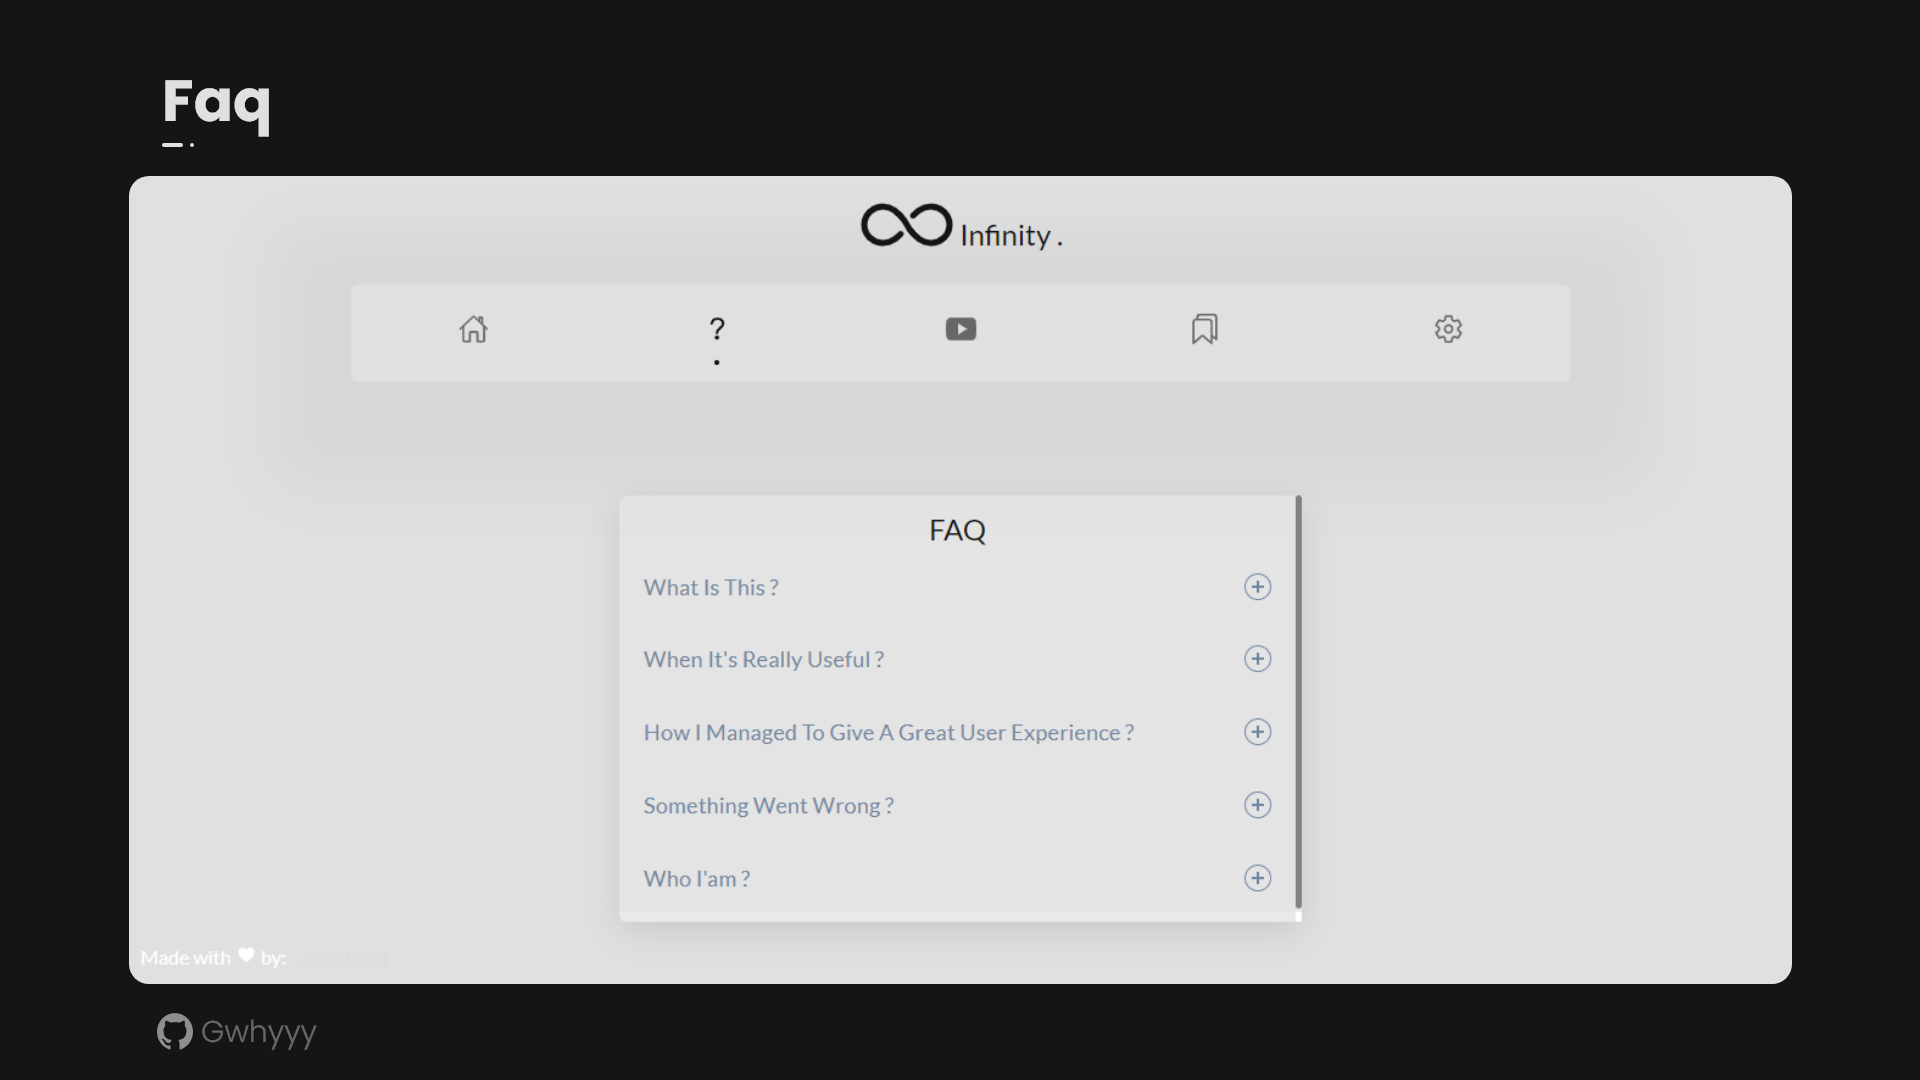 Faq
Infinity .
?
FAQ
What Is This ?
When It's Really Useful ?
How I Managed To Give A Great User Experience ?
Something Went Wrong ?
Who I'am ?
Made with by:
Gwhyyy